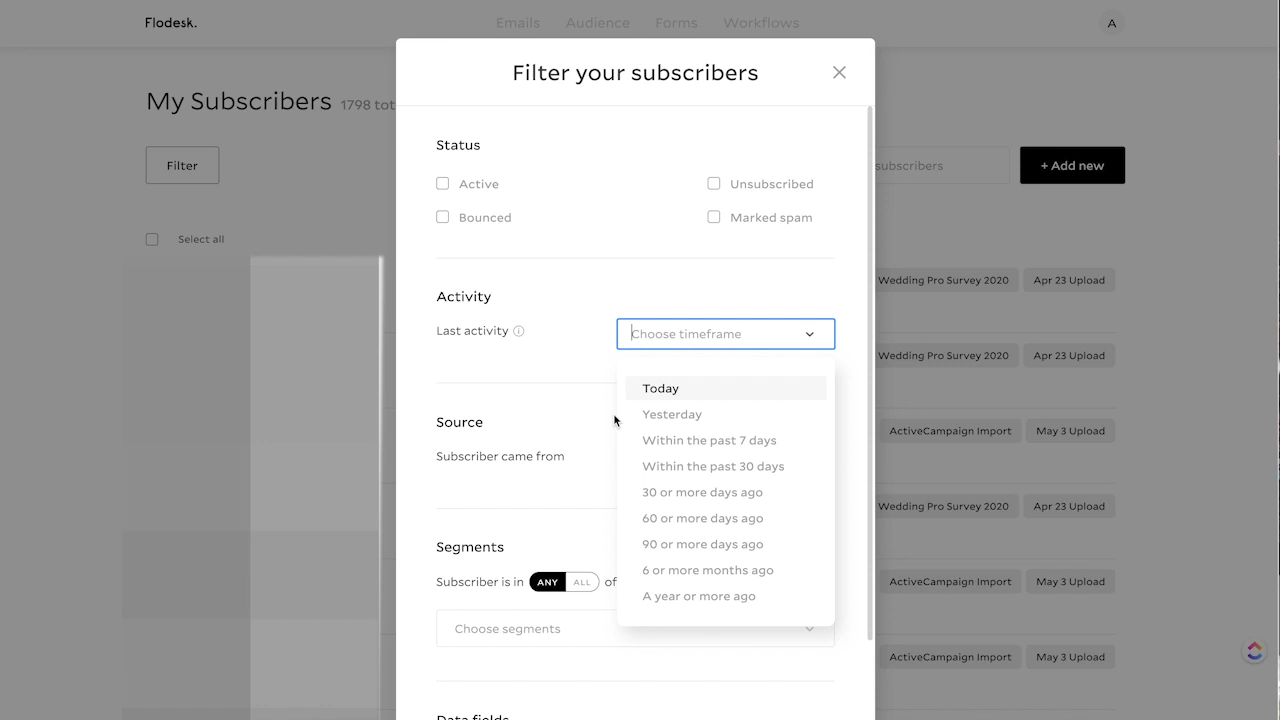 Flodesk.
Emails Audience Forms Workflows
A
Filter your subscribers
My Subscribers 1798 tot
Filter
subscribers
+ Add new
Status
Active
Unsubscribed
Bounced
Marked spam
Select all
Wedding Pro Survey 2020 Apr 23 Upload
Activity
Last activity
Choose timeframe
Wedding Pro Survey 2020 Apr 23 Upload
Today
Yesterday
Within the past 7 days
Within the past 30 days
30 or more days ago
60 or more days ago
90 or more days ago
6 or more months ago
A year or more ago
Source
Subscriber came from
ActiveCampaign Import May 3 Upload
Wedding Pro Survey 2020 Apr 23 Upload
Segments
Subscriber is in ANY ALL of
ActiveCampaign Import May 3 Upload
Choose segments
ActiveCampaign Import May 3 Upload
Data fields